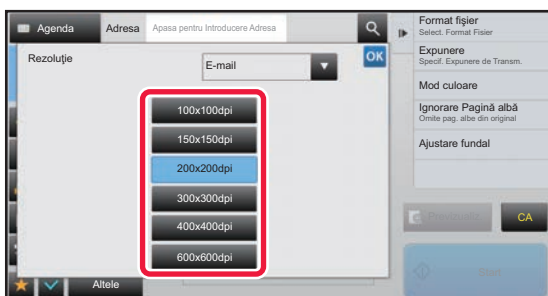 Agenda
Adresa
Apasa pentru Introducere Adresa
Format fişier
Select. Format Fisier
Rezoluţie
E-mail
OK
Expunere
Specif. Expunere de Transm.
Mod culoare
100x100dpi
Ignorare Pagină albă
Omite pag. albe din original
150x150dpi
Ajustare fundal
200x200dpi
300x300dpi
400x400dpi
CA
600x600dpi
Start
Altele